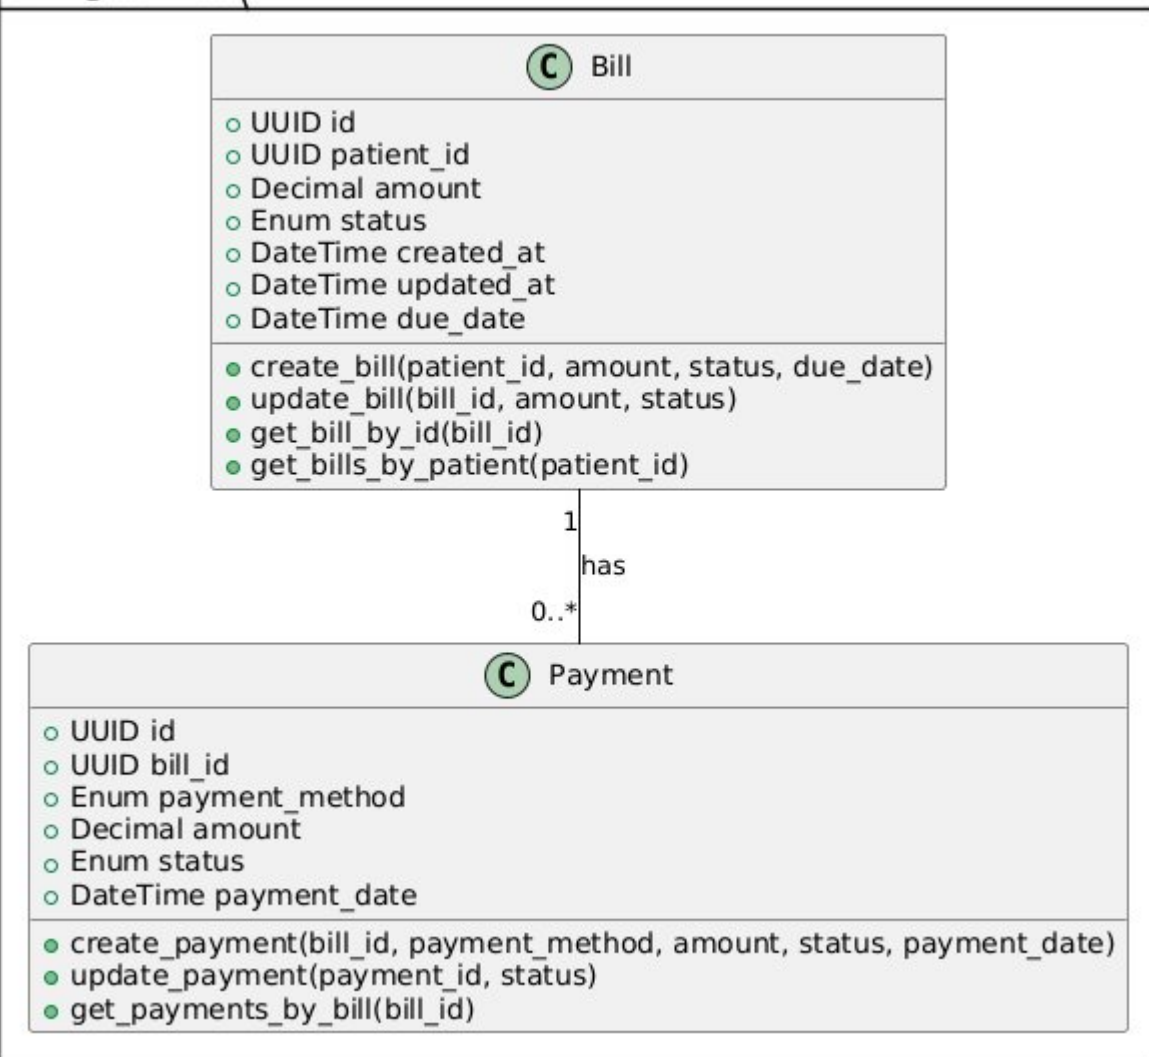 C Bill
UUID id
UUID patient_id
Decimal amount
Enum status
DateTime created_at
DateTime updated_at
DateTime due_date
create_bill(patient_id, amount, status, due_date)
update_bill(bill_id, amount, status)
get_bill_by_id(bill_id)
get_bills_by_patient(patient_id)
1
has
0..*
C Payment
UUID id
UUID bill_id
Enum payment_method
Decimal amount
Enum status
DateTime payment_date
create_payment(bill_id, payment_method, amount, status, payment_date)
update_payment(payment_id, status)
get_payments_by_bill(bill_id)